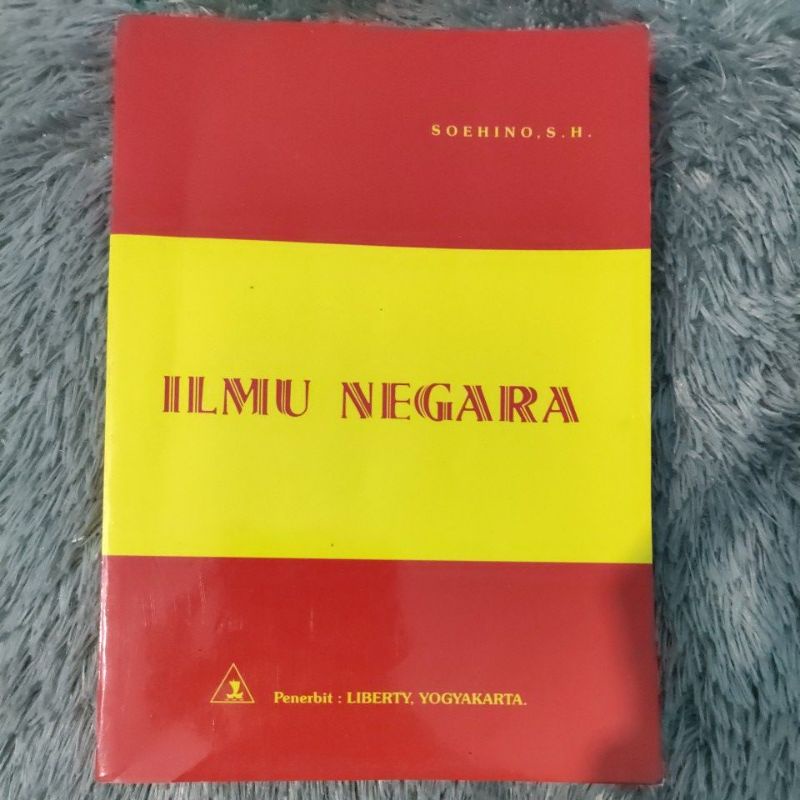 SOEHINO, S.H.
ILMU NEGARA
Penerbit : LIBERTY, YOGYAKARTA.